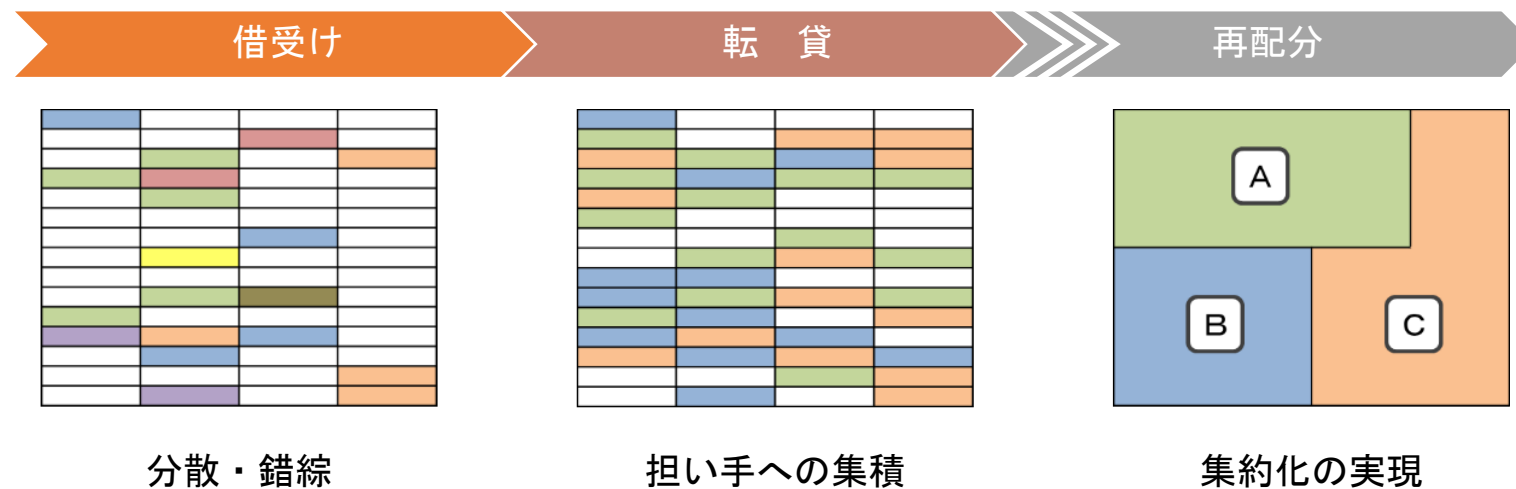 借受け
転　貸
再配分
A
B
C
分散・錯綜
担い手への集積
集約化の実現